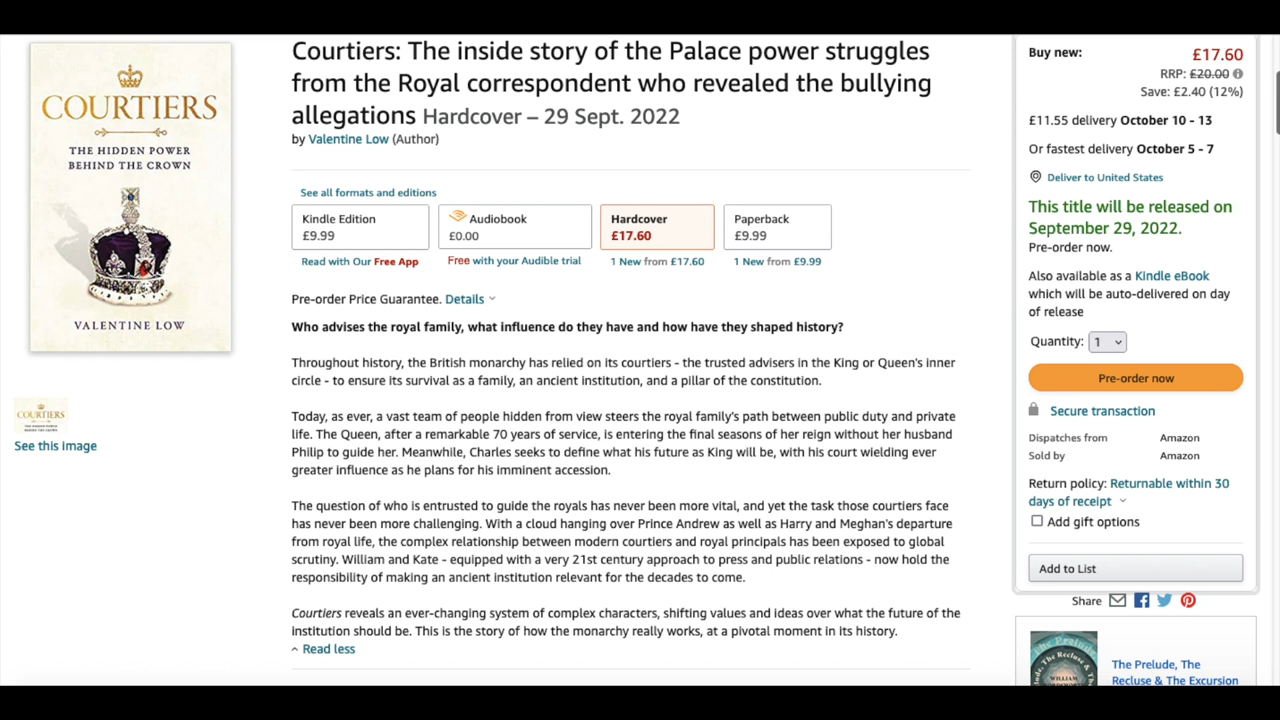 COURTIERS
THE HIDDEN POWER
BEHIND THE CROWN
VALENTINE LOW
COURTIERS
See this image
Courtiers: The inside story of the Palace power struggles
from the Royal correspondent who revealed the bullying
allegations Hardcover – 29 Sept. 2022
by Valentine Low (Author)
See all formats and editions
Kindle Edition
£9.99
Read with Our Free App
Audiobook
£0.00
Free with your Audible trial
Hardcover
£17.60
1 New from £17.60
Paperback
£9.99
1 New from £9.99
Pre-order Price Guarantee. Details
Who advises the royal family, what influence do they have and how have they shaped history?
Throughout history, the British monarchy has relied on its courtiers - the trusted advisers in the King or Queen's inner
circle - to ensure its survival as a family, an ancient institution, and a pillar of the constitution.
Today, as ever, a vast team of people hidden from view steers the royal family's path between public duty and private
life. The Queen, after a remarkable 70 years of service, is entering the final seasons of her reign without her husband
Philip to guide her. Meanwhile, Charles seeks to define what his future as King will be, with his court wielding ever
greater influence as he plans for his imminent accession.
The question of who is entrusted to guide the royals has never been more vital, and yet the task those courtiers face
has never been more challenging. With a cloud hanging over Prince Andrew as well as Harry and Meghan's departure
from royal life, the complex relationship between modern courtiers and royal principals has been exposed to global
scrutiny. William and Kate - equipped with a very 21st century approach to press and public relations - now hold the
responsibility of making an ancient institution relevant for the decades to come.
Courtiers reveals an ever-changing system of complex characters, shifting values and ideas over what the future of the
institution should be. This is the story of how the monarchy really works, at a pivotal moment in its history.
Read less
Buy new: £17.60
RRP: £20.00
Save: £2.40 (12%)
£11.55 delivery October 10 - 13
Or fastest delivery October 5 - 7
Deliver to United States
This title will be released on
September 29, 2022.
Pre-order now.
Also available as a Kindle eBook
which will be auto-delivered on day
of release
Quantity: 1
Pre-order now
Secure transaction
Dispatches from Amazon
Sold by Amazon
Return policy: Returnable within 30
days of receipt
Add gift options
Add to List
Share
The Prelude, The
Recluse & The Excursion